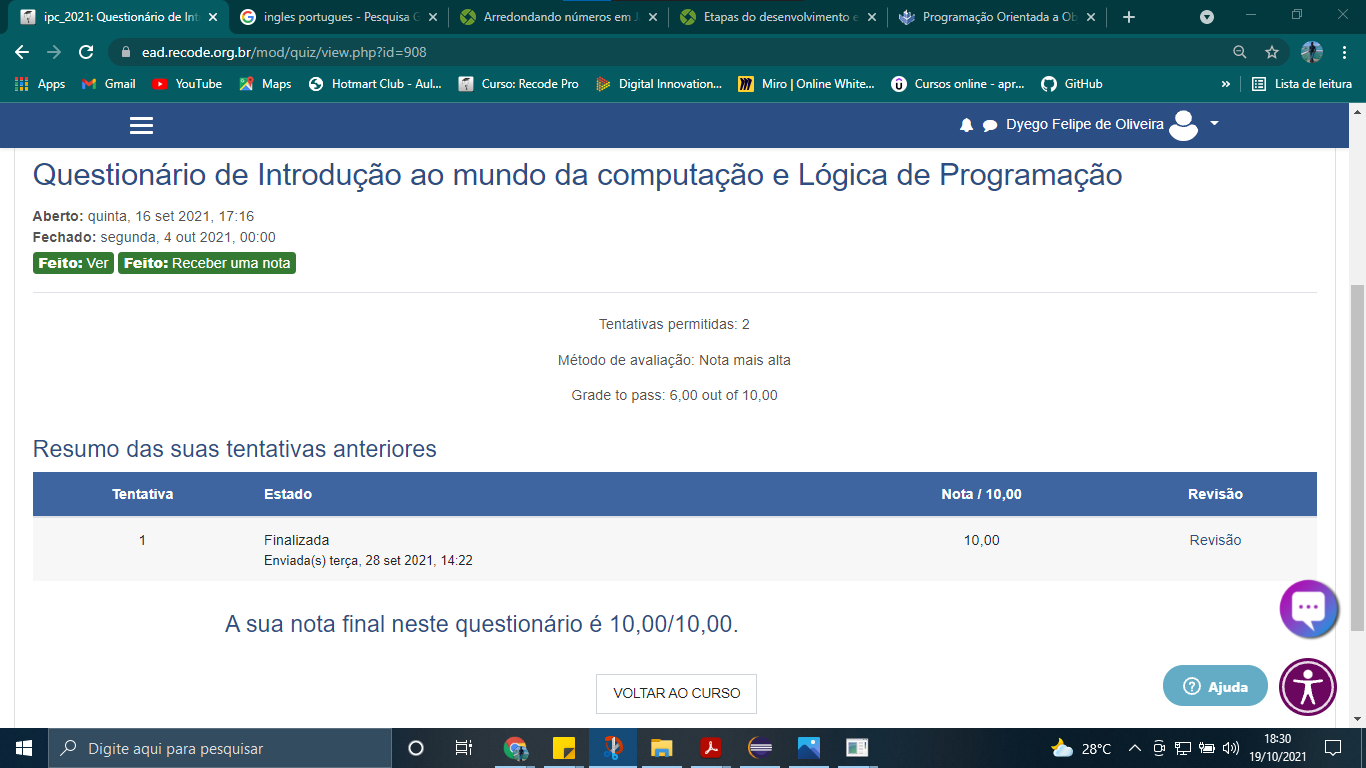 ipc_2021: Questionário de Int
ingles portugues - Pesquisa G
Arredondando números em J
Etapas do desenvolvimento e
Programação Orientada a Ob
ead.recode.org.br/mod/quiz/view.php?id=908
Apps
Gmail
YouTube
Maps
Hotmart Club - Aul...
Curso: Recode Pro
Digital Innovation...
Miro | Online White...
Cursos online - apr...
GitHub
»
Lista de leitura
Dyego Felipe de Oliveira
Questionário de Introdução ao mundo da computação e Lógica de Programação
Aberto: quinta, 16 set 2021, 17:16
Fechado: segunda, 4 out 2021, 00:00
Feito: Ver Feito: Receber uma nota
Tentativas permitidas: 2
Método de avaliação: Nota mais alta
Grade to pass: 6,00 out of 10,00
Resumo das suas tentativas anteriores
Tentativa Estado Nota / 10,00 Revisão
1 Finalizada 10,00 Revisão
Enviada(s) terça, 28 set 2021, 14:22
A sua nota final neste questionário é 10,00/10,00.
VOLTAR AO CURSO
Ajuda
Digite aqui para pesquisar
28°C
18:30
19/10/2021